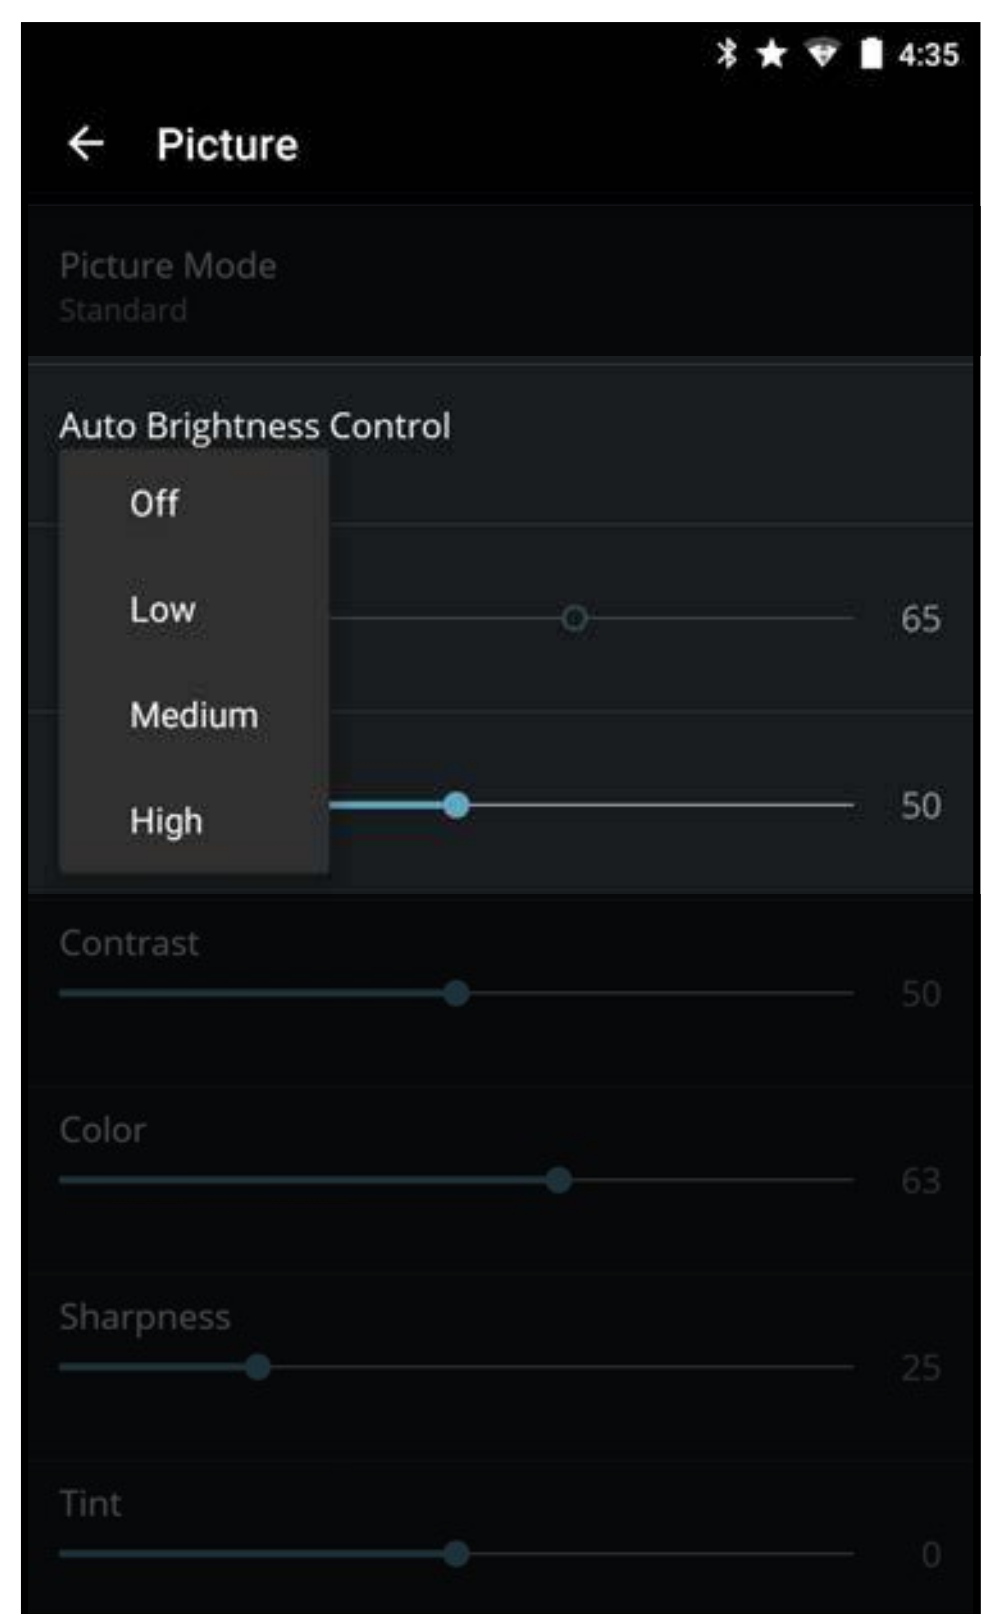 4:35
Picture
Picture Mode
Standard
Auto Brightness Control
Off
Low
65
Medium
50
High
Contrast
50
Color
63
Sharpness
25
Tint
0